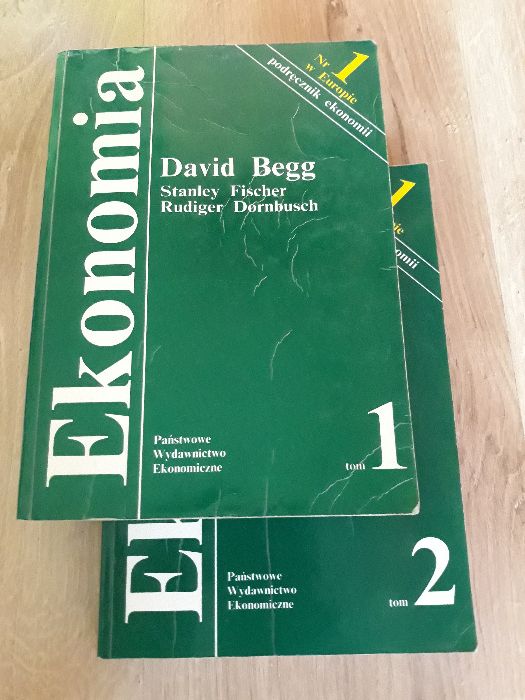 Nr 1
w Europie
podręcznik ekonomii
Ekonomia
David Begg
Stanley Fischer
Rudiger Dornbusch
Państwowe
Wydawnictwo
Ekonomiczne
tom 1
1
Państwowe
Wydawnictwo
Ekonomiczne
tom 2